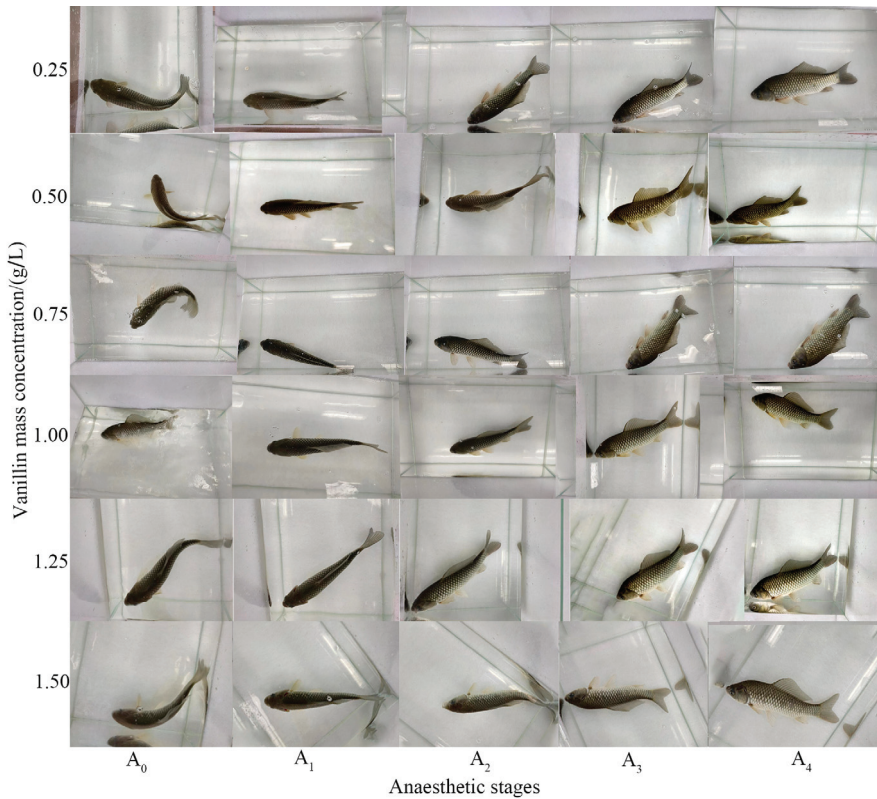 0.25
0.50
0.75
1.00
1.25
1.50
Vanillin mass concentration/(g/L)
A₀ A₁ A₂ A₃ A₄
Anaesthetic stages